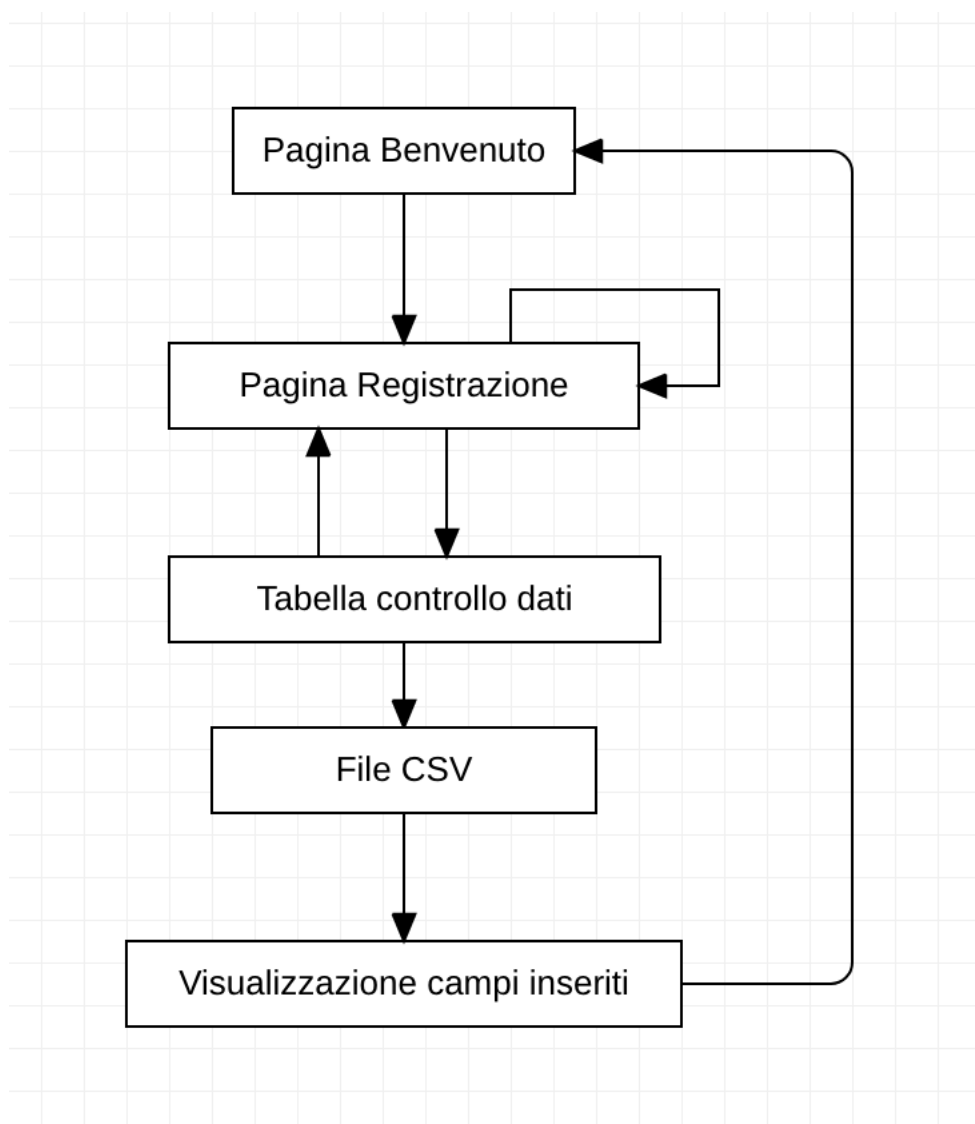 Pagina Benvenuto
Pagina Registrazione
Tabella controllo dati
File CSV
Visualizzazione campi inseriti